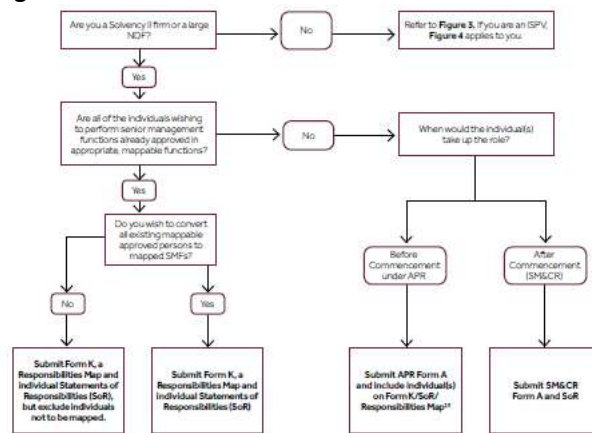 Are you a Solvency II firm or a large
NDF?
No
Refer to Figure 3. If you are an ISPV,
Figure 4 applies to you.
Yes
Are all of the individuals wishing
to perform senior management
functions already approved in
appropriate, mappable functions?
No
When would the individual(s)
take up the role?
Yes
Do you wish to convert
all existing mappable
approved persons to
mapped SMFs?
Before
Commencement
under APR
After
Commencement
(SM&CR)
No
Yes
Submit Form K, a
Responsibilities Map
and individual Statements
of Responsibilities (SoR),
but exclude individuals
not to be mapped.
Submit Form K, a
Responsibilities Map
and individual Statements
of Responsibilities (SoR)
Submit APR Form A
and include individual(s)
on Form K/SoR/
Responsibilities Map
Submit SM&CR
Form A and SoR